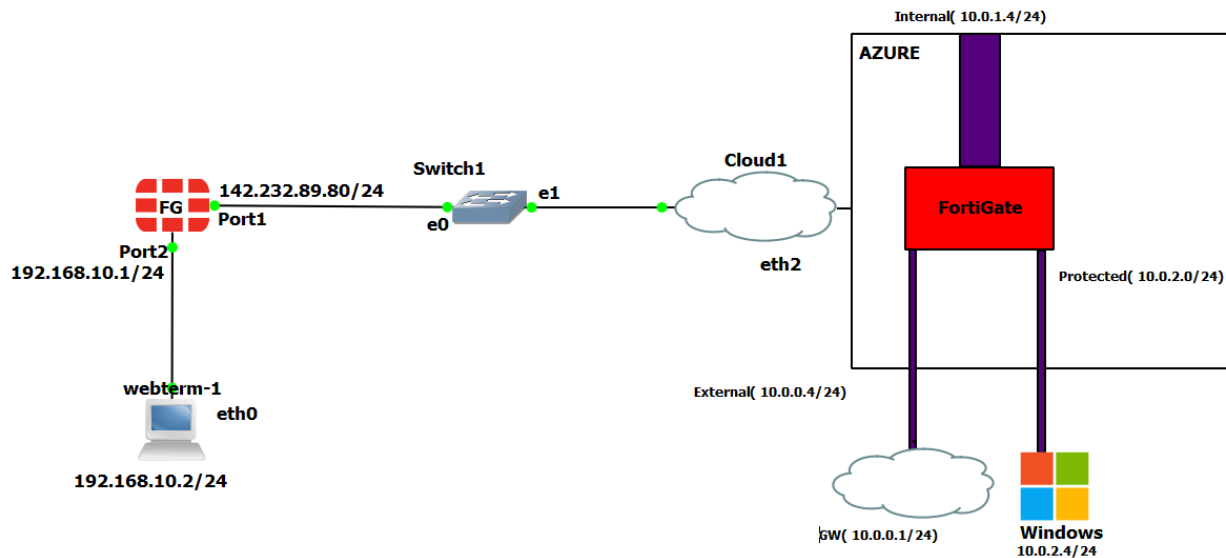 Internal( 10.0.1.4/24)
AZURE
Cloud1
Switch1
e1
142.232.89.80/24
FG
Port1
e0
FortiGate
Port2
192.168.10.1/24
eth2
Protected( 10.0.2.0/24)
webterm-1
eth0
External( 10.0.0.4/24)
192.168.10.2/24
GW( 10.0.0.1/24)
Windows
10.0.2.4/24